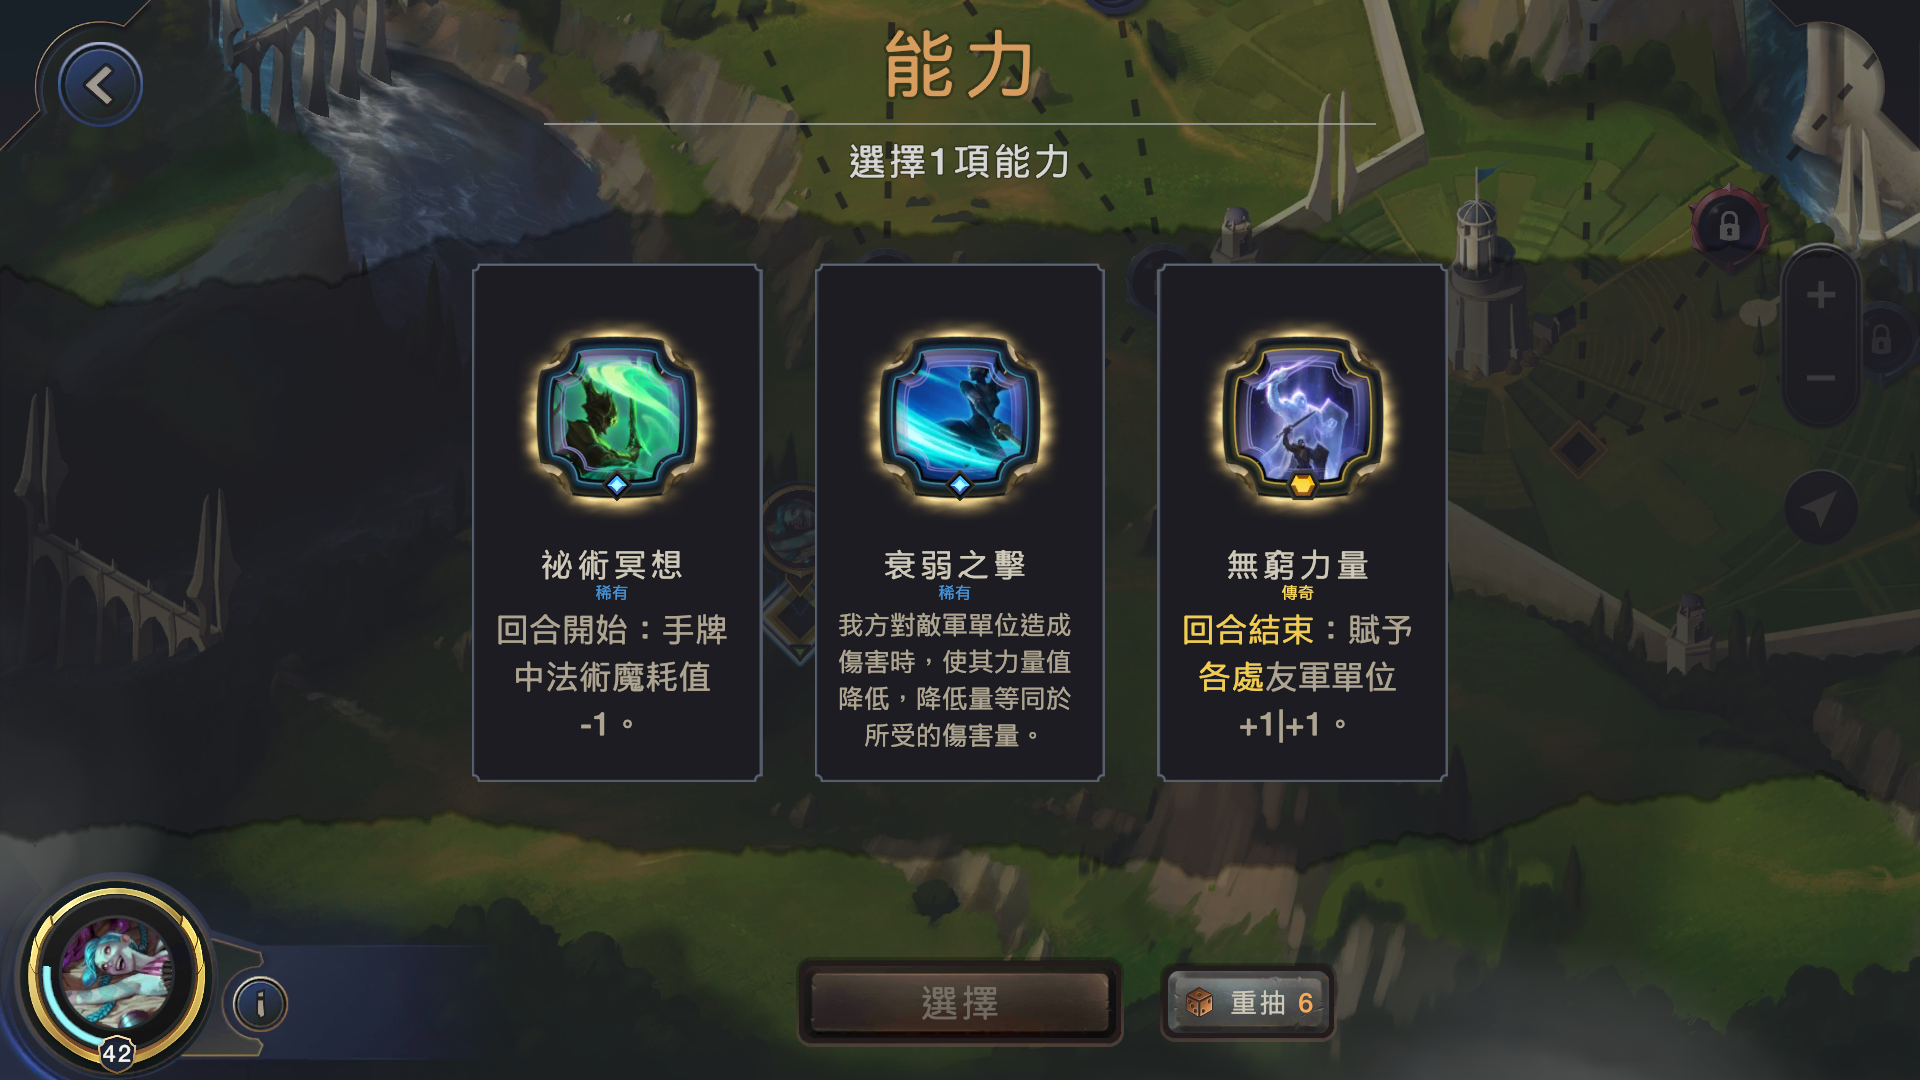 能力
選擇1項能力
祕術冥想
稀有
回合開始：手牌
中法術魔耗值
-1。
衰弱之擊
稀有
我方對敵軍單位造成
傷害時，使其力量值
降低，降低量等同於
所受的傷害量。
無窮力量
傳奇
回合結束：賦予
各處友軍單位
+1|+1。
42
選擇
重抽 6